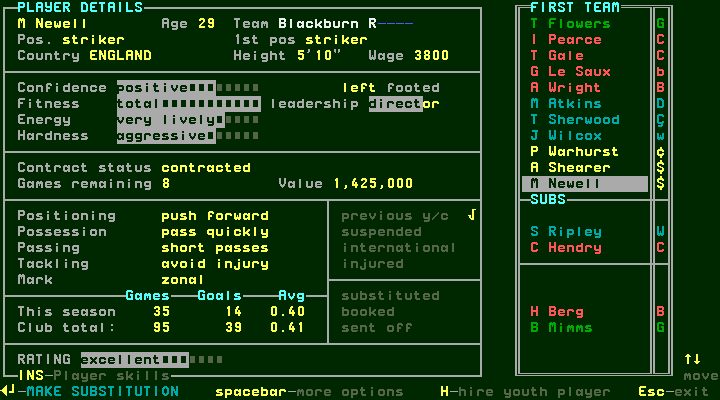 PLAYER DETAILS
M Newell Age 29 Team Blackburn R
Pos. striker 1st pos striker
Country ENGLAND Height 5'10" Wage 3800
Confidence positive left footed
Fitness total leadership director
Energy very lively
Hardness aggressive
Contract status contracted
Games remaining 8 Value 1,425,000
Positioning push forward
Possession pass quickly
Passing short passes
Tackling avoid injury
Mark zonal
previous y/c √
suspended
international
injured
Games Goals Avg
This season 35 14 0.40
Club total: 95 39 0.41
substituted
booked
sent off
RATING excellent
INS-Player skills
FIRST TEAM
T Flowers G
I Pearce C
T Gale C
G Le Saux b
A Wright B
M Atkins D
T Sherwood Ç
J Wilcox w
P Warhurst ¢
A Shearer $
M Newell $
SUBS
S Ripley W
C Hendry C
H Berg B
B Mimms G
↑↓
move
↵-MAKE SUBSTITUTION spacebar-more options H-hire youth player Esc-exit